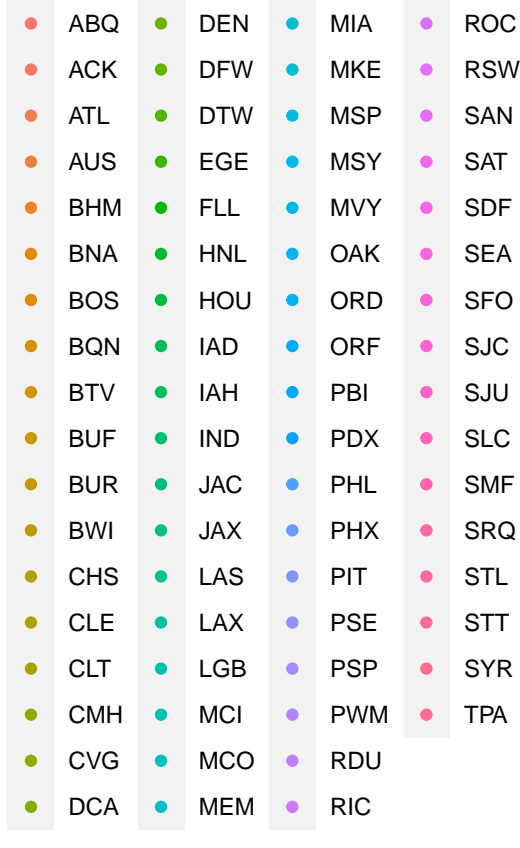 ABQ DEN MIA ROC
ACK DFW MKE RSW
ATL DTW MSP SAN
AUS EGE MSY SAT
BHM FLL MVY SDF
BNA HNL OAK SEA
BOS HOU ORD SFO
BQN IAD ORF SJC
BTV IAH PBI SJU
BUF IND PDX SLC
BUR JAC PHL SMF
BWI JAX PHX SRQ
CHS LAS PIT STL
CLE LAX PSE STT
CLT LGB PSP SYR
CMH MCI PWM TPA
CVG MCO RDU
DCA MEM RIC